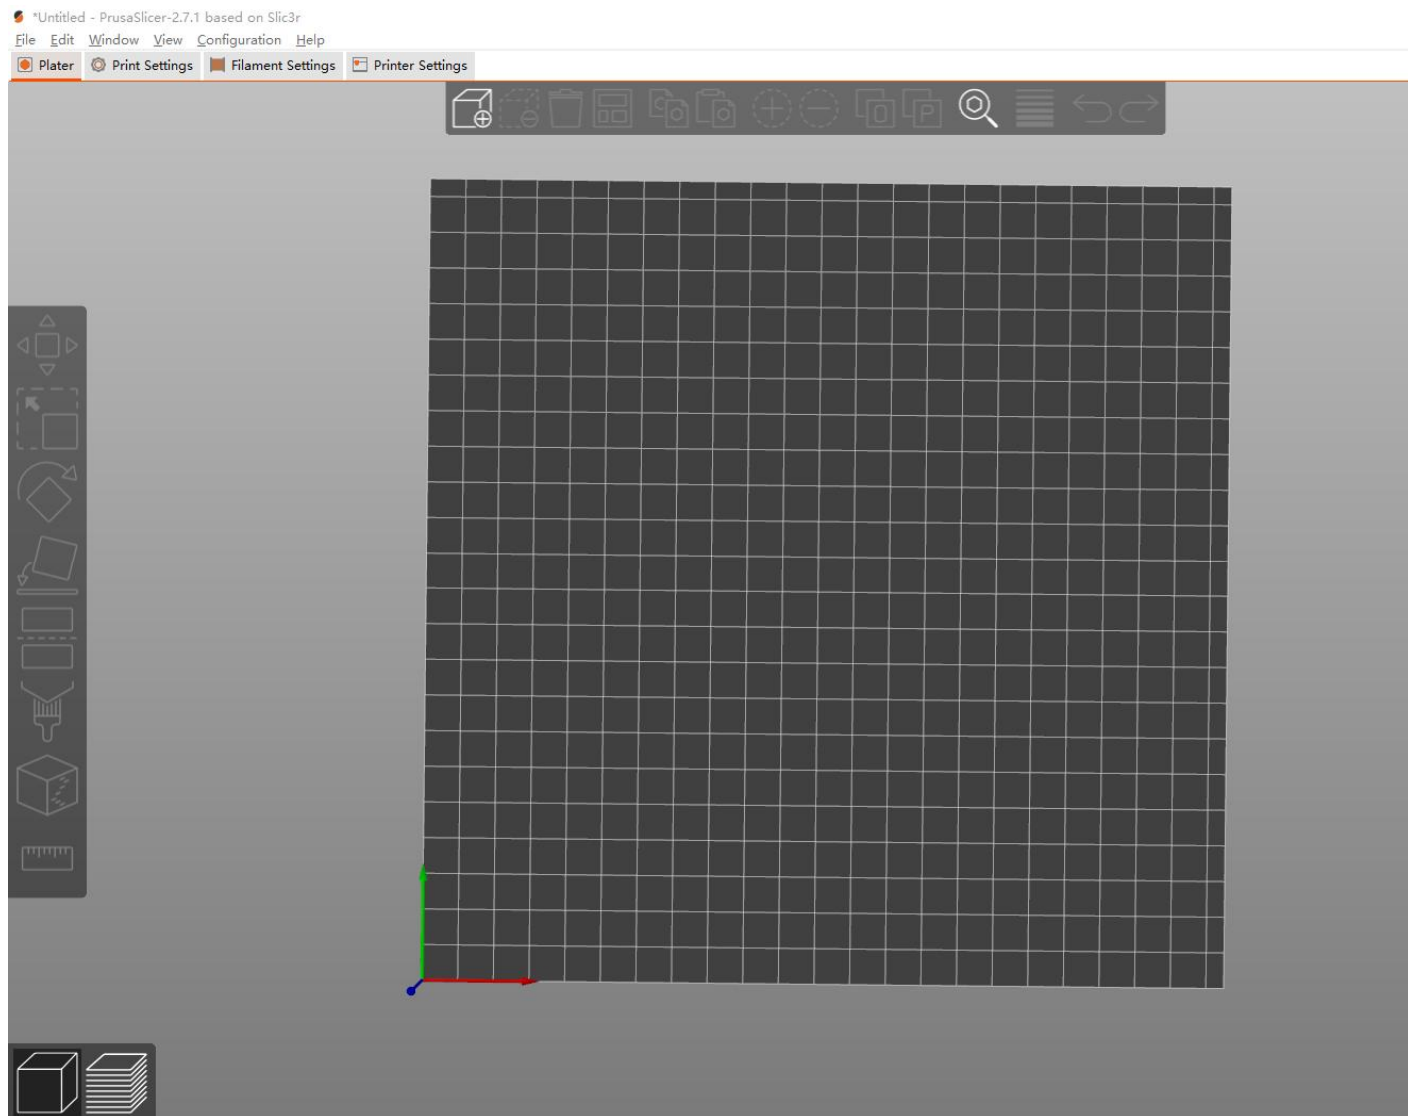 *Untitled - PrusaSlicer-2.7.1 based on Slic3r
File Edit Window View Configuration Help
Plater Print Settings Filament Settings Printer Settings